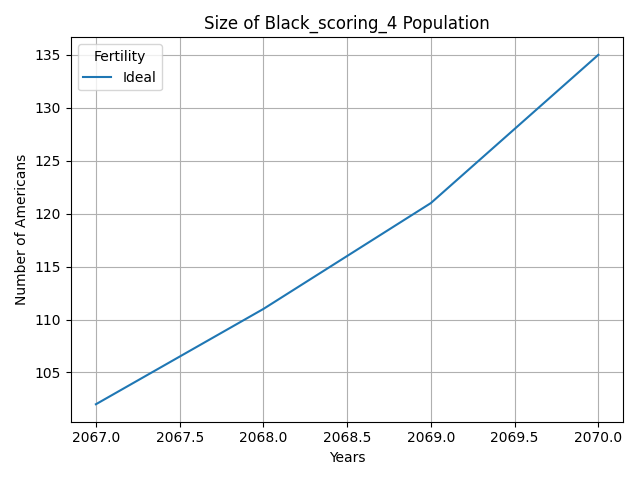 Size of Black_scoring_4 Population
Fertility
Ideal
Number of Americans
135
130
125
120
115
110
105
2067.0 2067.5 2068.0 2068.5 2069.0 2069.5 2070.0
Years